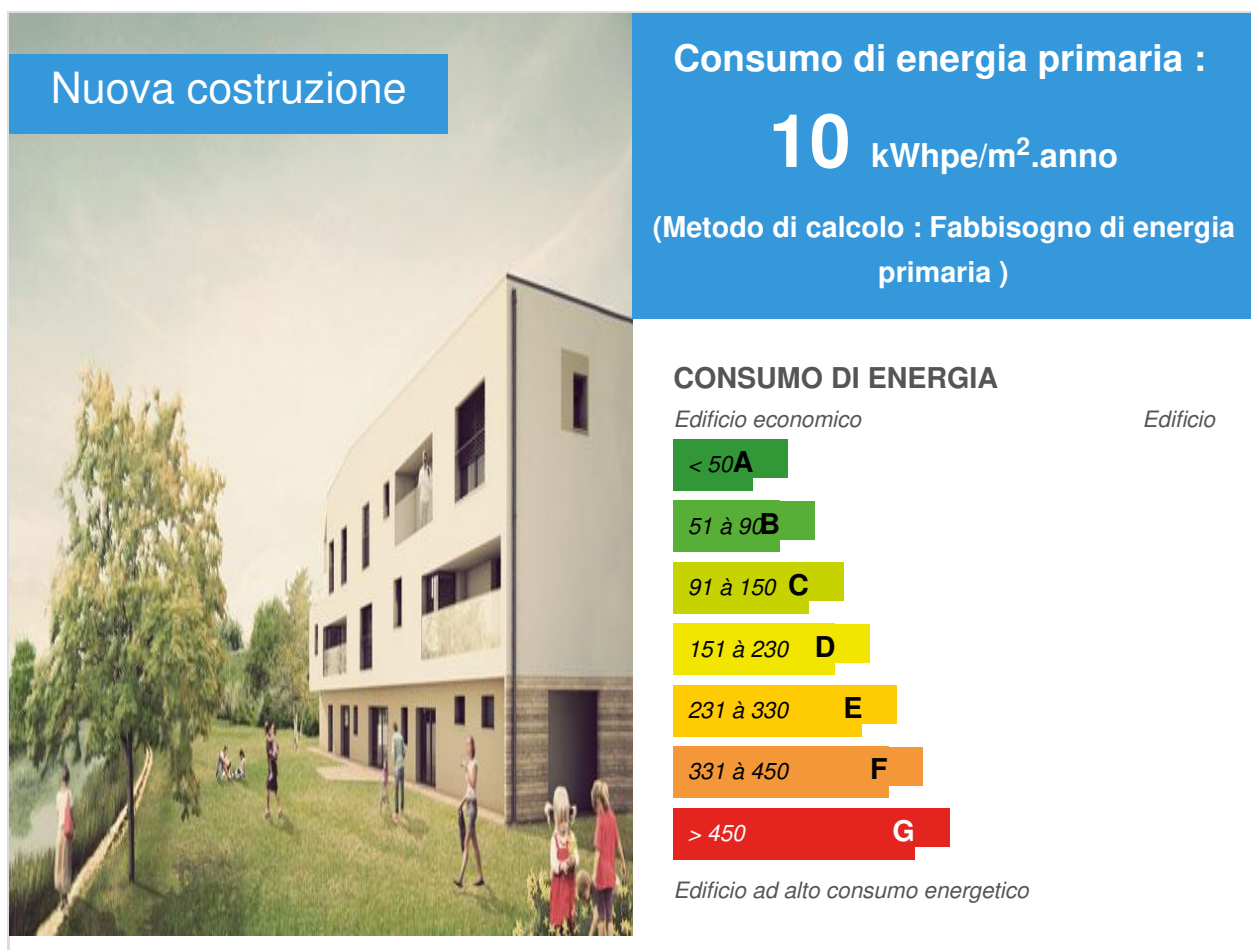 Nuova costruzione
Consumo di energia primaria :
10 kWhpe/m².anno
(Metodo di calcolo : Fabbisogno di energia
primaria )
CONSUMO DI ENERGIA
Edificio economico Edificio
< 50 A
51 à 90 B
91 à 150 C
151 à 230 D
231 à 330 E
331 à 450 F
> 450 G
Edificio ad alto consumo energetico